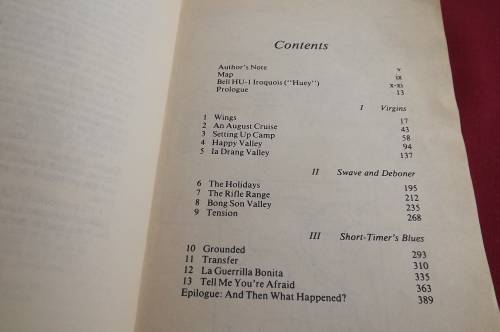 Contents
Author's Note v
Map ix
Bell HU-1 Iroquois ("Huey") x-xi
Prologue 13
I Virgins
1 Wings 17
2 An August Cruise 43
3 Setting Up Camp 58
4 Happy Valley 94
5 Ia Drang Valley 137
II Swave and Deboner
6 The Holidays 195
7 The Rifle Range 212
8 Bong Son Valley 235
9 Tension 268
III Short-Timer's Blues
10 Grounded 293
11 Transfer 310
12 La Guerrilla Bonita 335
13 Tell Me You're Afraid 363
Epilogue: And Then What Happened? 389